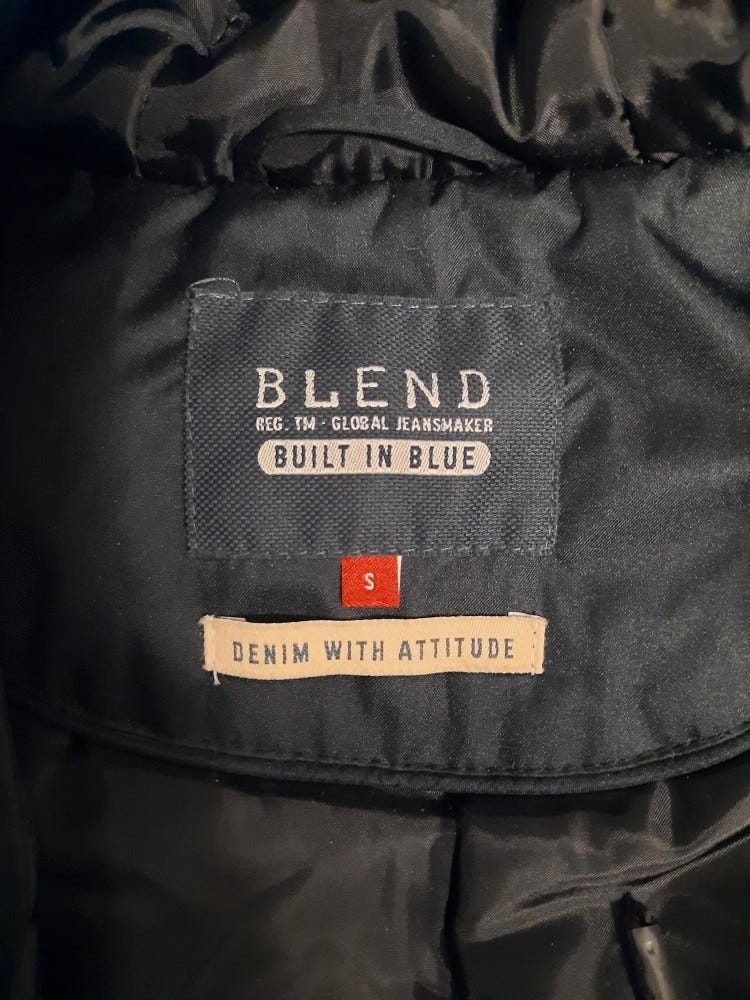 BLEND
REG. TM · GLOBAL JEANSMAKER
BUILT IN BLUE
S
DENIM WITH ATTITUDE